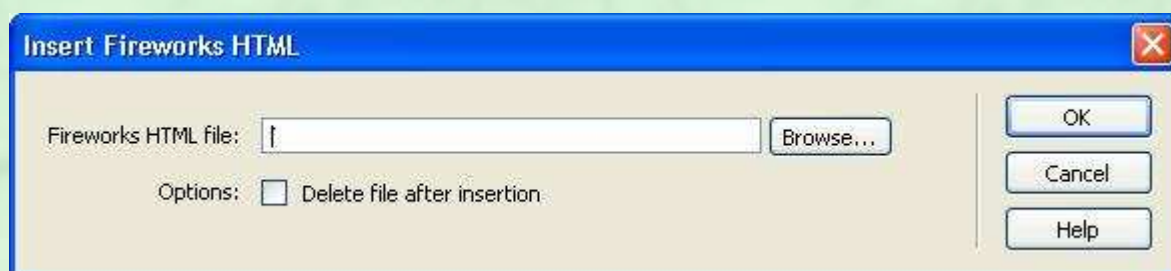 Insert Fireworks HTML
Fireworks HTML file:
Browse...
OK
Options:
Delete file after insertion
Cancel
Help